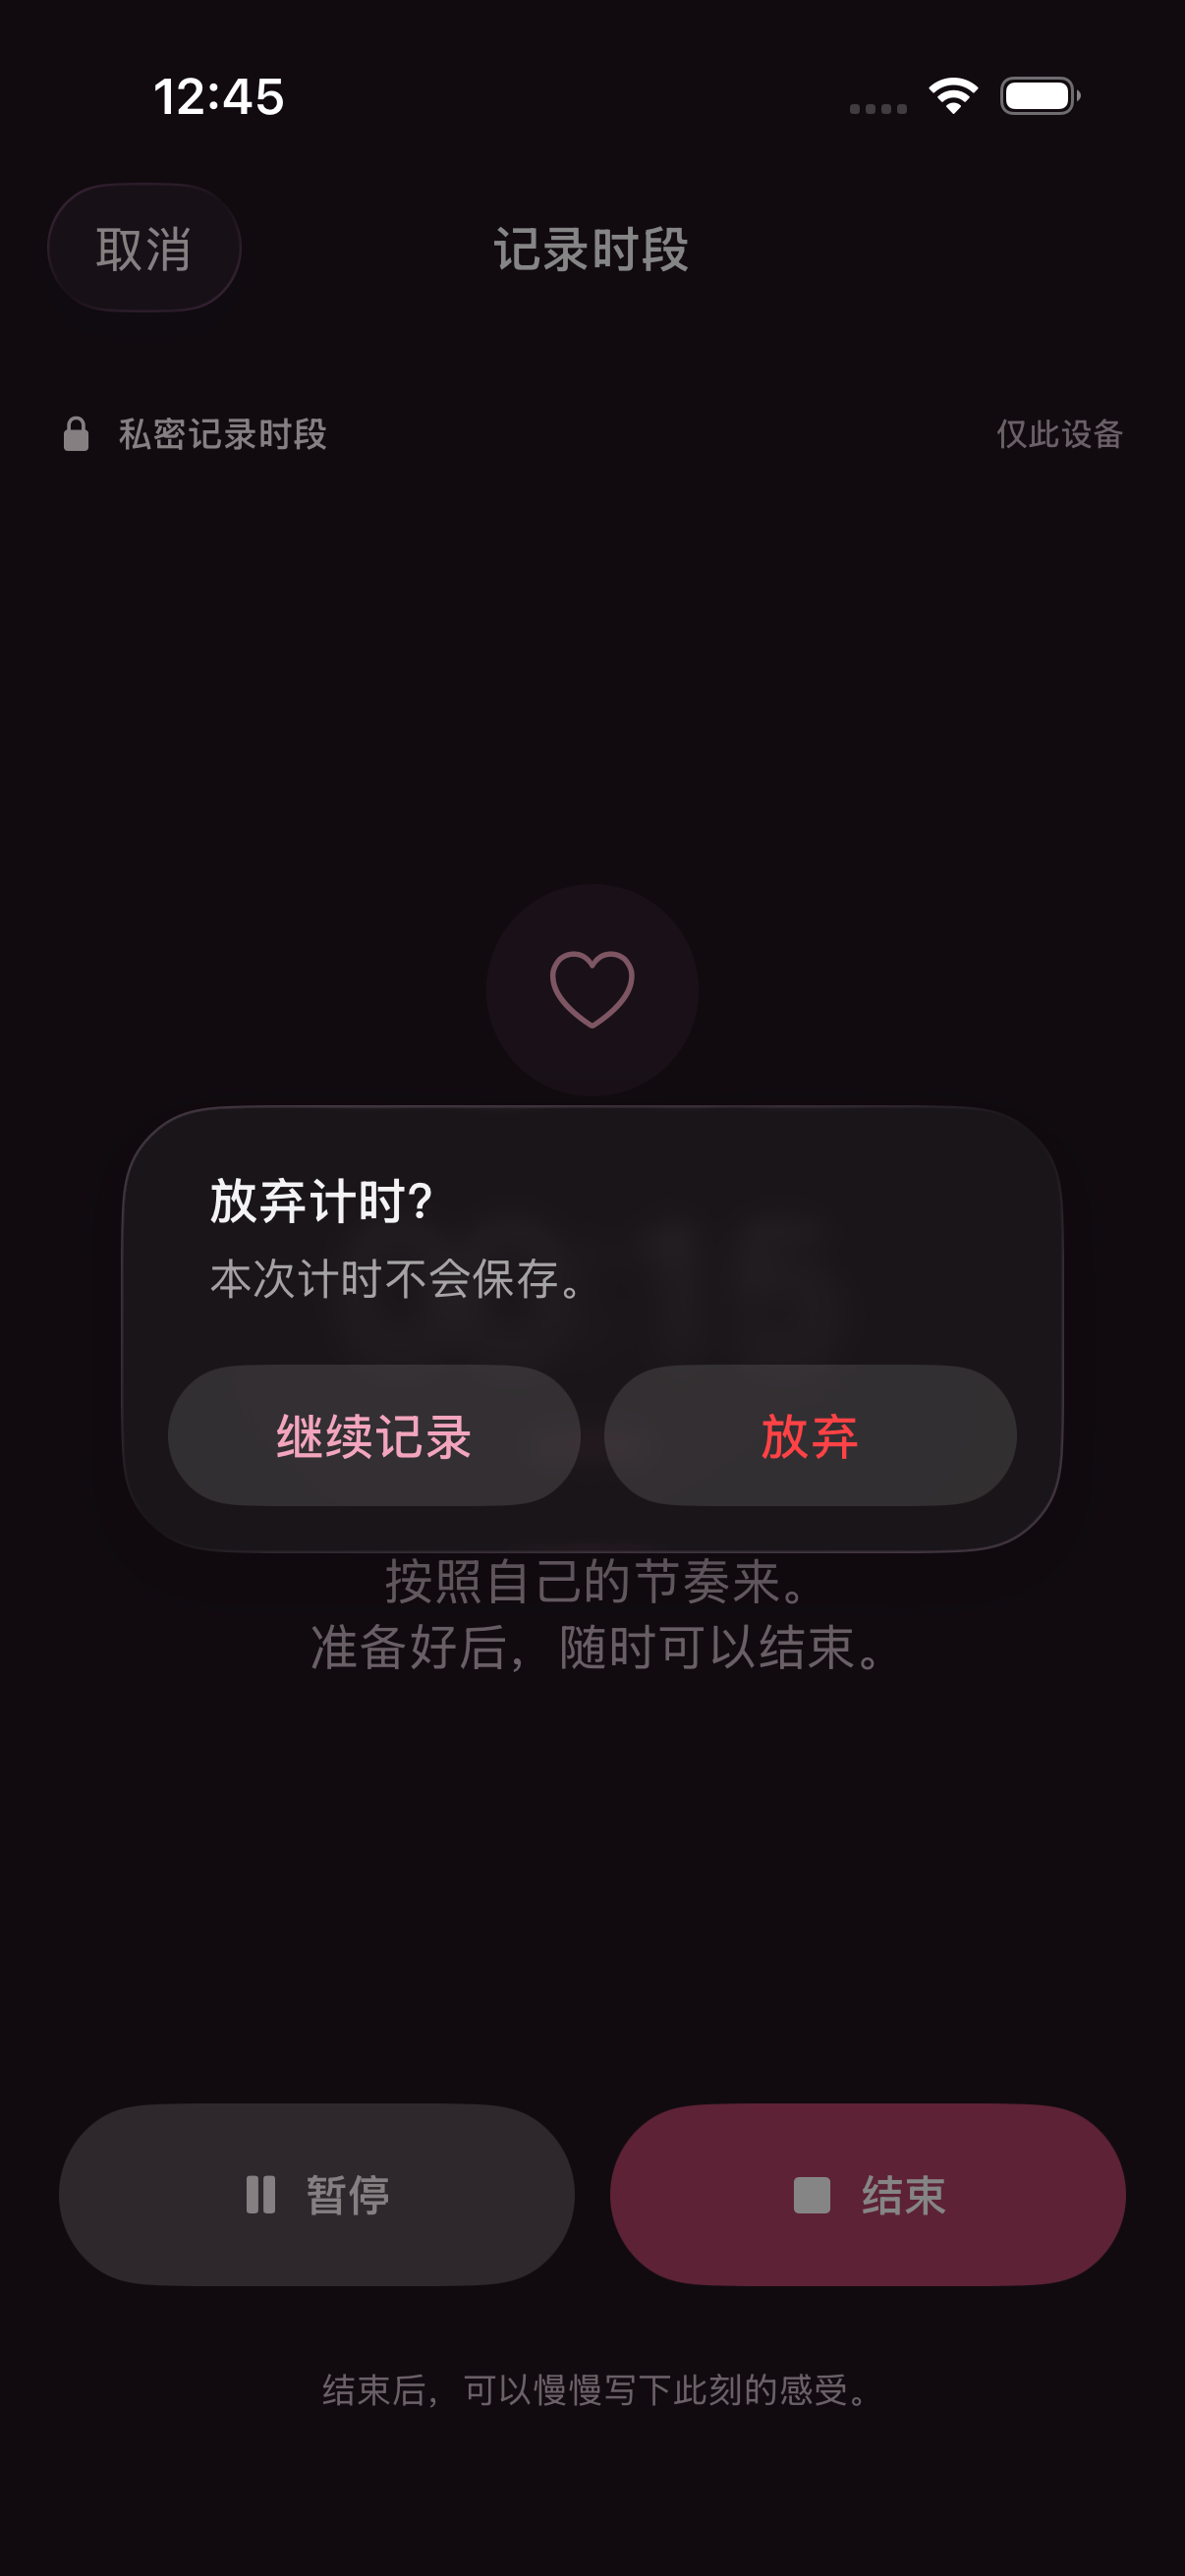 12:45
取消
记录时段
私密记录时段
仅此设备
放弃计时?
本次计时不会保存。
继续记录
放弃
按照自己的节奏来。
准备好后，随时可以结束。
暂停
结束
结束后，可以慢慢写下此刻的感受。